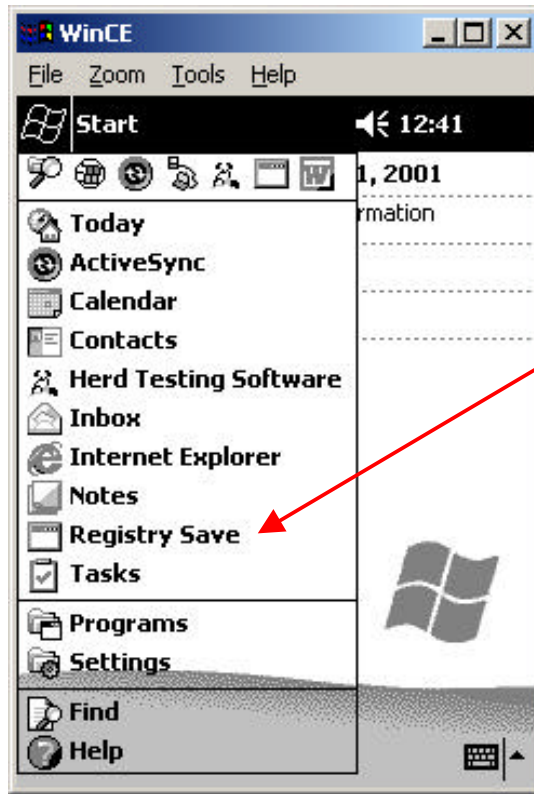 WinCE
File Zoom Tools Help
Start 12:41
1, 2001
rmation
Today
ActiveSync
Calendar
Contacts
Herd Testing Software
Inbox
Internet Explorer
Notes
Registry Save
Tasks
Programs
Settings
Find
Help